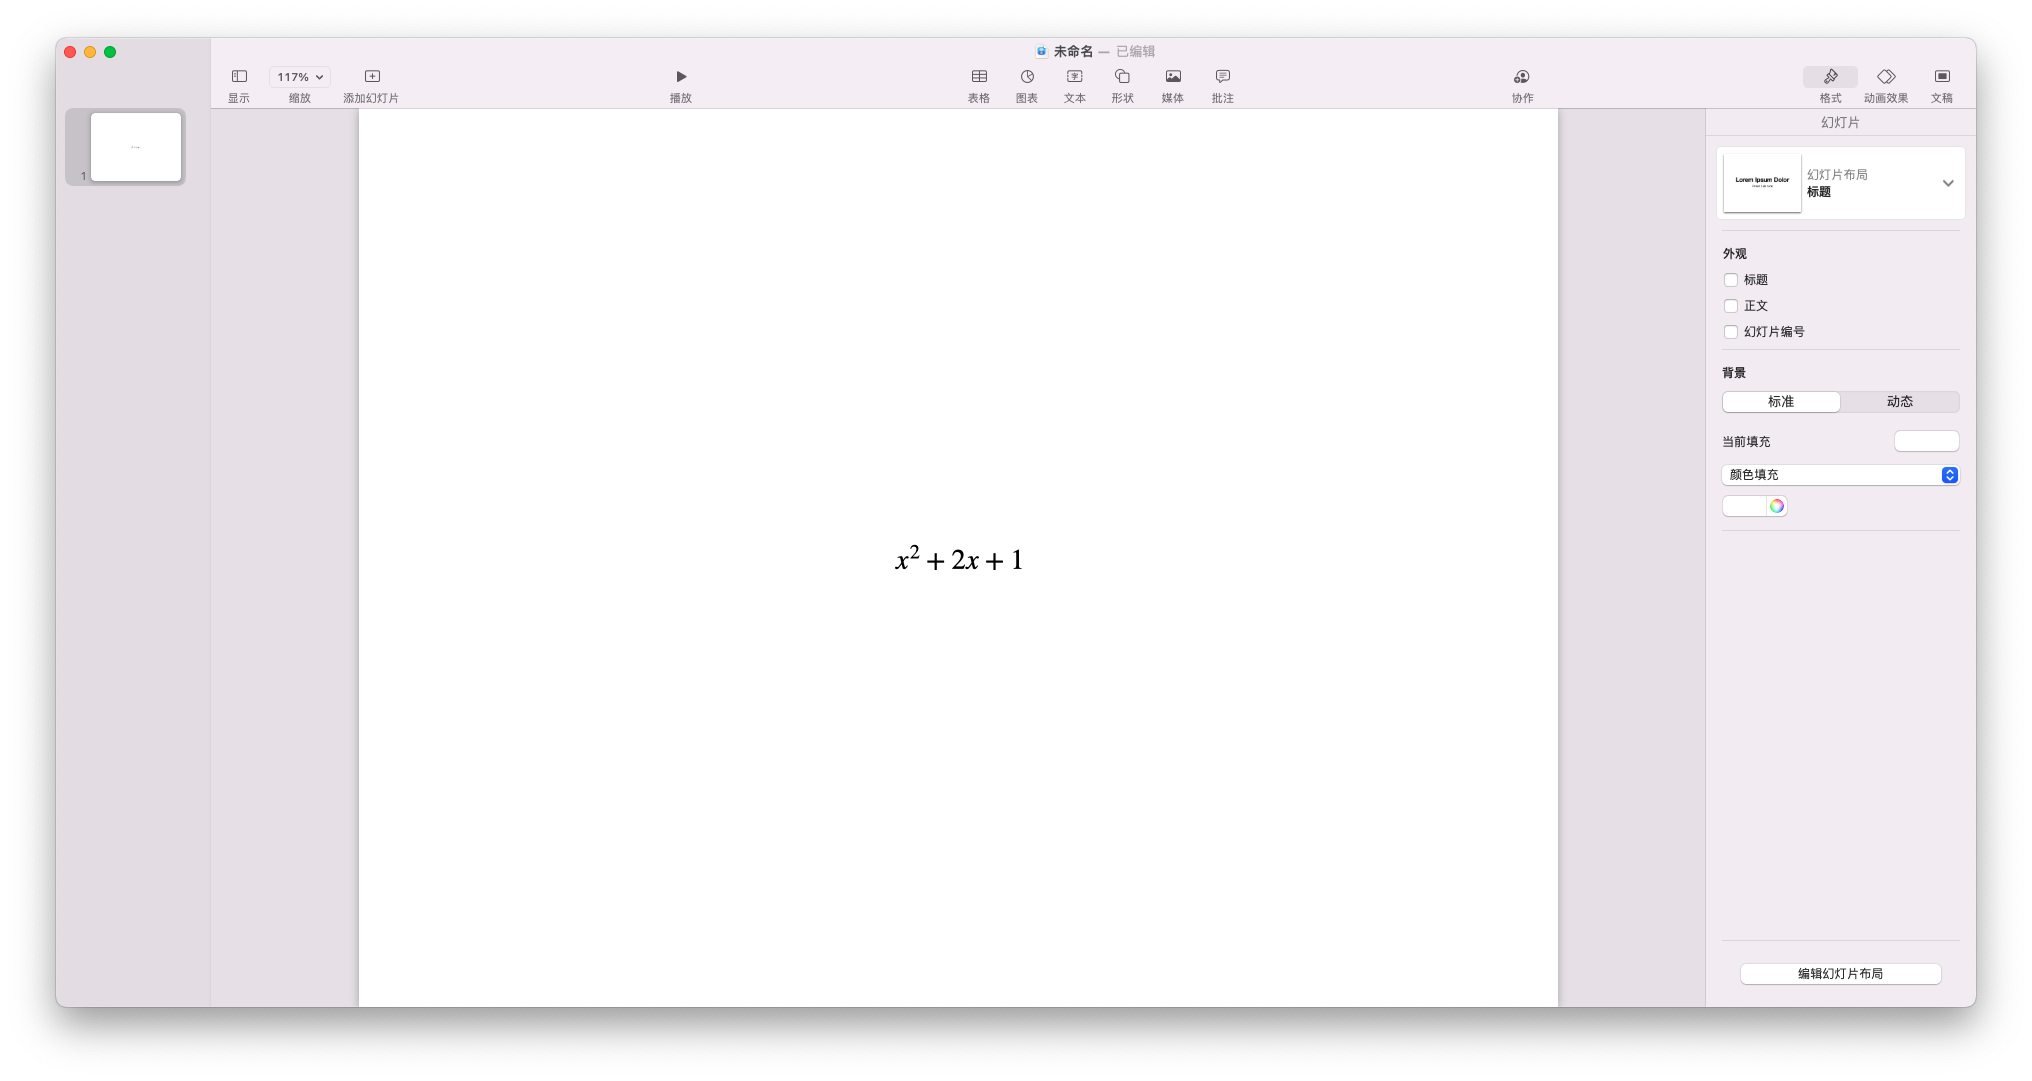 未命名 — 已编辑
117%
显示 缩放 添加幻灯片 播放 表格 图表 文本 形状 媒体 批注 协作 格式 动画效果 文稿
1
幻灯片
Lorem Ipsum Dolor
幻灯片布局
标题
外观
标题
正文
幻灯片编号
背景
标准 动态
当前填充
颜色填充
x² + 2x + 1
编辑幻灯片布局